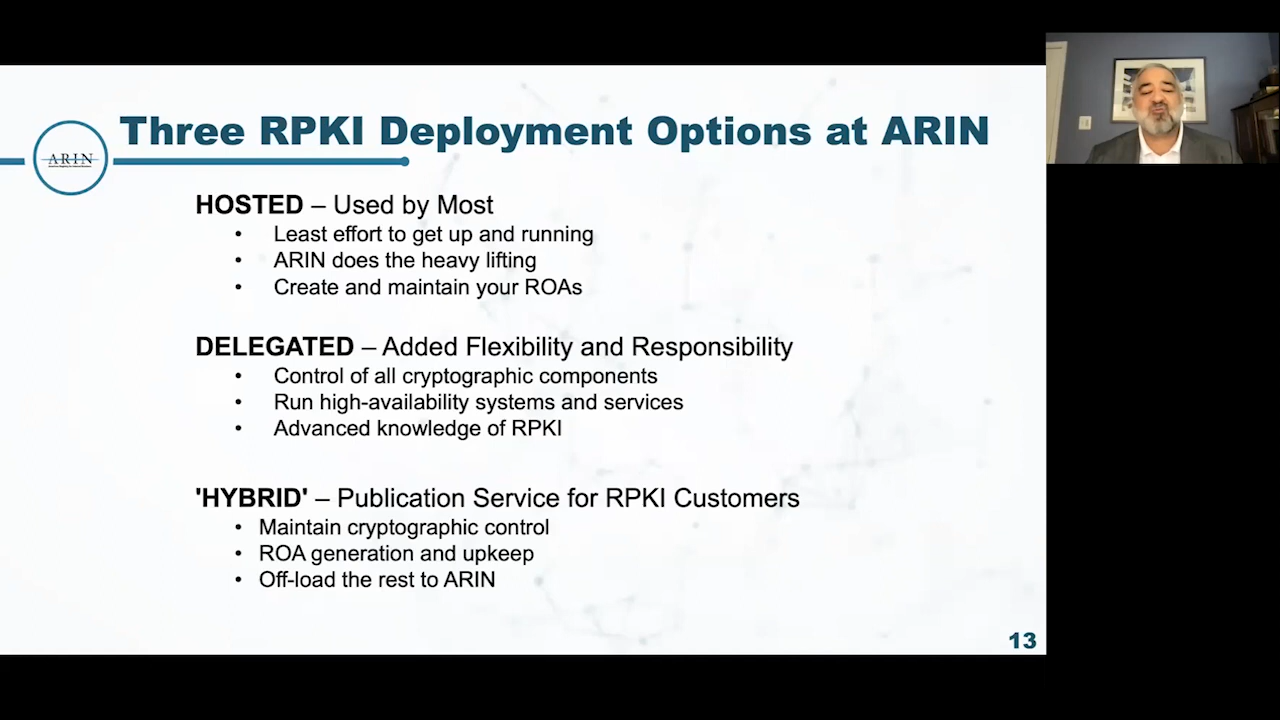 Three RPKI Deployment Options at ARIN
ARIN
HOSTED – Used by Most
• Least effort to get up and running
• ARIN does the heavy lifting
• Create and maintain your ROAs
DELEGATED – Added Flexibility and Responsibility
• Control of all cryptographic components
• Run high-availability systems and services
• Advanced knowledge of RPKI
'HYBRID' – Publication Service for RPKI Customers
• Maintain cryptographic control
• ROA generation and upkeep
• Off-load the rest to ARIN
13